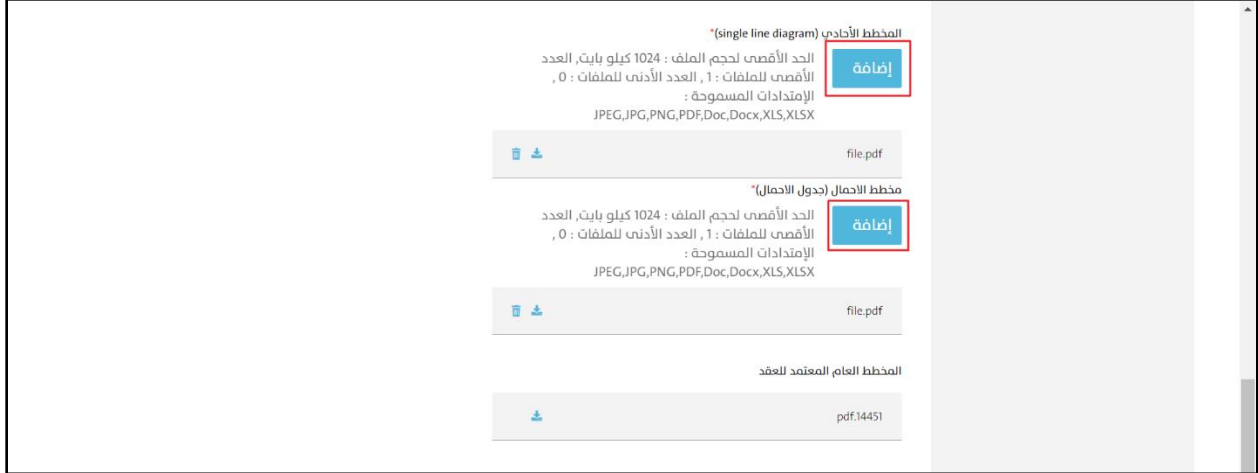 المخطط الأحادي (single line diagram)*
إضافة
الحد الأقصى لحجم الملف : 1024 كيلو بايت, العدد
الأقصى للملفات : 1 , العدد الأدنى للملفات : 0 ,
الإمتدادات المسموحة :
JPEG,JPG,PNG,PDF,Doc,Docx,XLS,XLSX
file.pdf
مخطط الاحمال (جدول الاحمال)*
إضافة
الحد الأقصى لحجم الملف : 1024 كيلو بايت, العدد
الأقصى للملفات : 1 , العدد الأدنى للملفات : 0 ,
الإمتدادات المسموحة :
JPEG,JPG,PNG,PDF,Doc,Docx,XLS,XLSX
file.pdf
المخطط العام المعتمد للعقد
pdf.14451